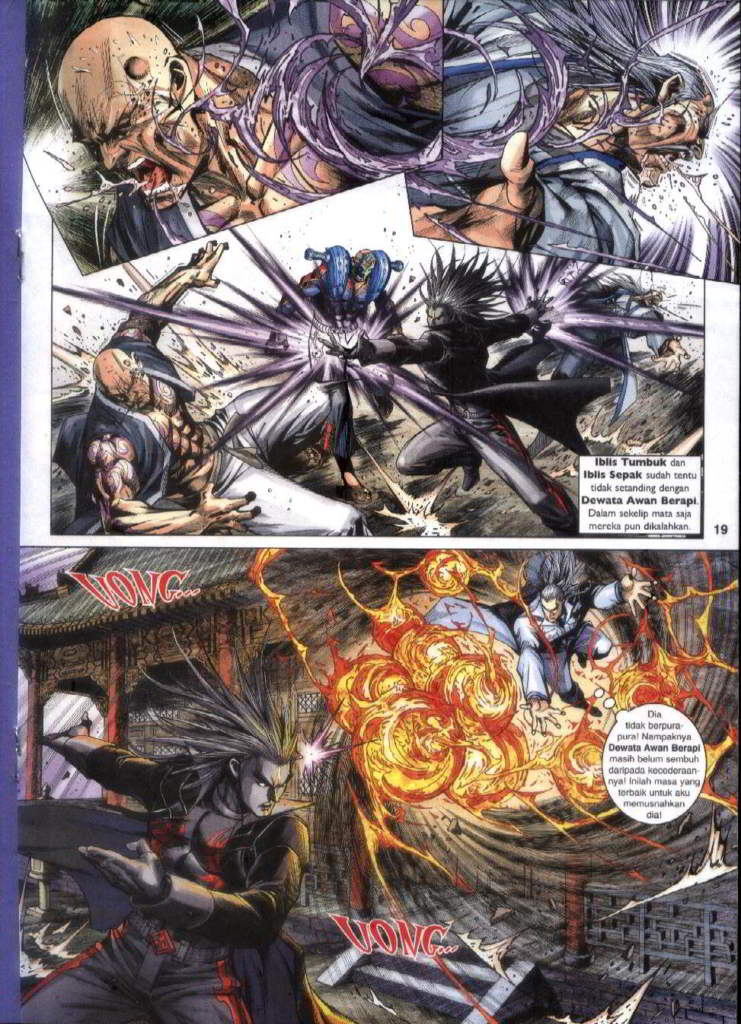 Iblis Tumbuk dan
Iblis Sepak sudah tentu
tidak setanding dengan
Dewata Awan Berapi.
Dalam sekelip mata saja
mereka pun dikalahkan.
19
UONG...
Dia
tidak berpura-
pura! Nampaknya
Dewata Awan Berapi
masih belum sembuh
daripada kecederaan-
nya! Inilah masa yang
terbaik untuk aku
memusnahkan
dia!
UONG...